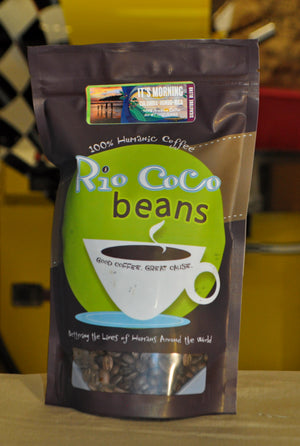 IT'S MORNING
100% Humanic Coffee
Rio CoCo
beans
GOOD COFFEE. GREAT CAUSE.
Bettering the Lives of Humans Around the World